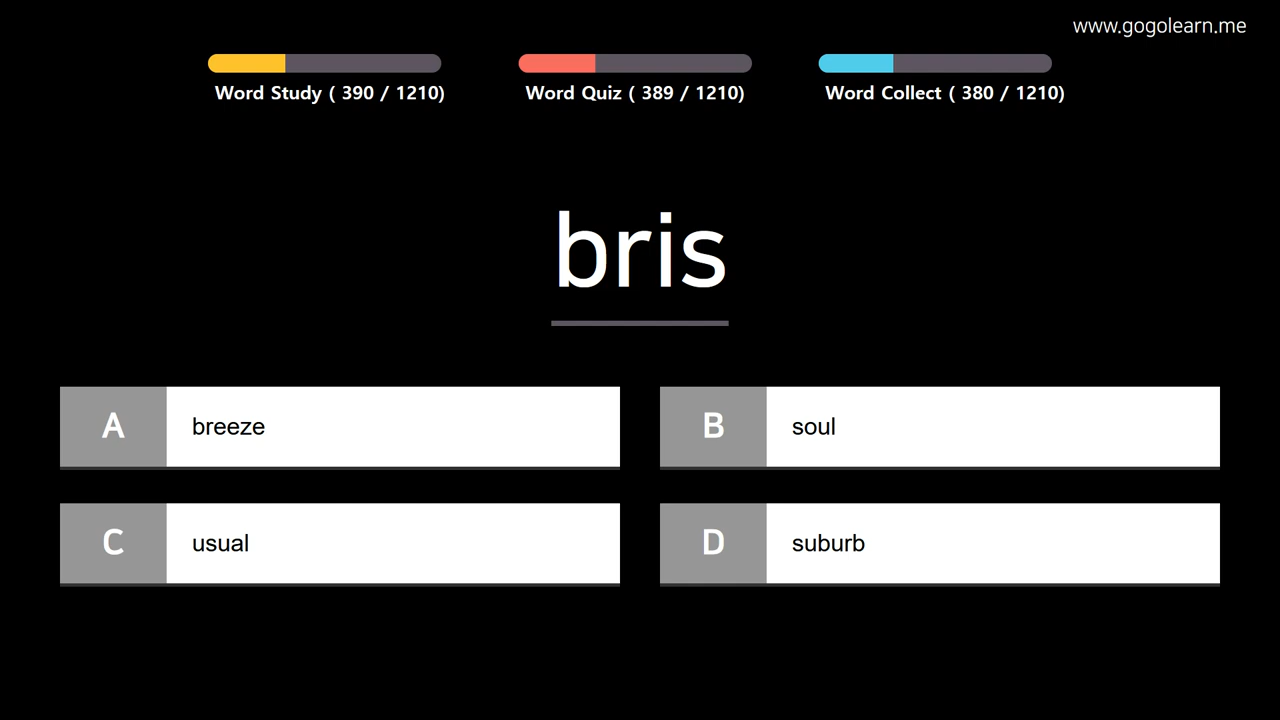 www.gogolearn.me
Word Study ( 390 / 1210)
Word Quiz ( 389 / 1210)
Word Collect ( 380 / 1210)
bris
A breeze
B soul
C usual
D suburb